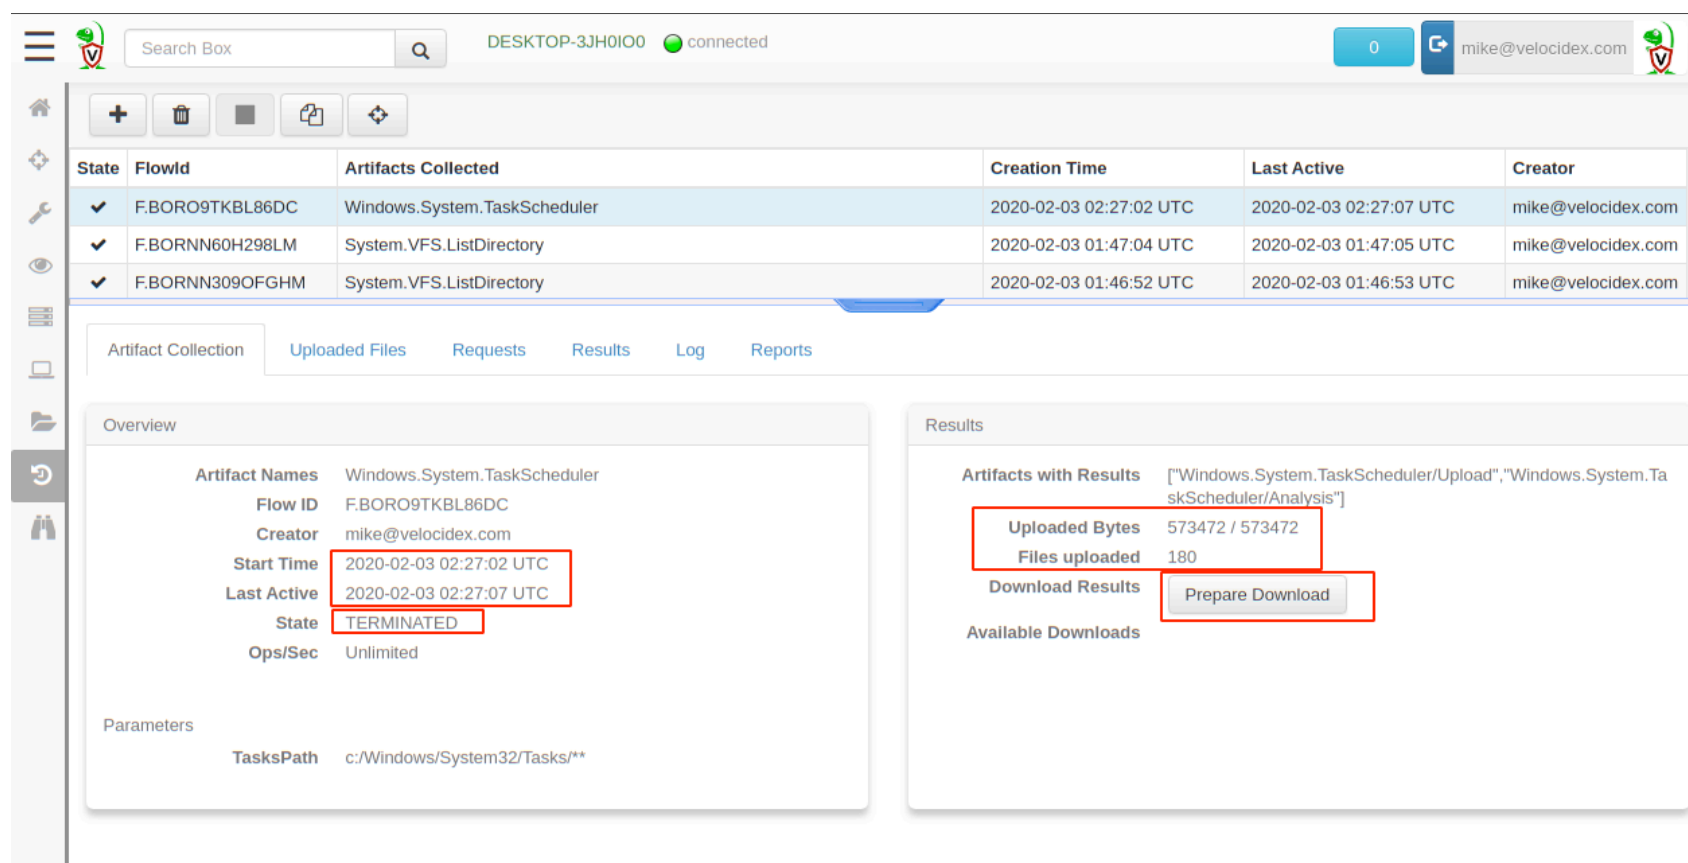 Search Box DESKTOP-3JH0IO0 connected 0 mike@velocidex.com
State FlowId Artifacts Collected Creation Time Last Active Creator
F.BORO9TKBL86DC Windows.System.TaskScheduler 2020-02-03 02:27:02 UTC 2020-02-03 02:27:07 UTC mike@velocidex.com
F.BORNN60H298LM System.VFS.ListDirectory 2020-02-03 01:47:04 UTC 2020-02-03 01:47:05 UTC mike@velocidex.com
F.BORNN309OFGHM System.VFS.ListDirectory 2020-02-03 01:46:52 UTC 2020-02-03 01:46:53 UTC mike@velocidex.com
Artifact Collection Uploaded Files Requests Results Log Reports
Overview
Artifact Names Windows.System.TaskScheduler
Flow ID F.BORO9TKBL86DC
Creator mike@velocidex.com
Start Time 2020-02-03 02:27:02 UTC
Last Active 2020-02-03 02:27:07 UTC
State TERMINATED
Ops/Sec Unlimited
Parameters
TasksPath c:/Windows/System32/Tasks/**
Results
Artifacts with Results ["Windows.System.TaskScheduler/Upload","Windows.System.Ta
skScheduler/Analysis"]
Uploaded Bytes 573472 / 573472
Files uploaded 180
Download Results Prepare Download
Available Downloads